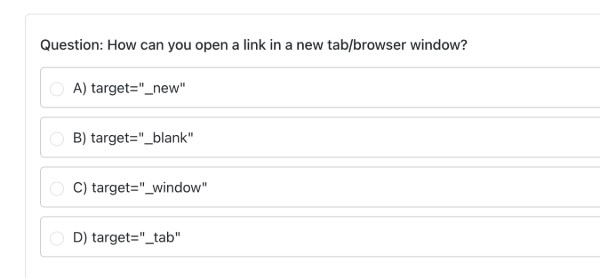 Question: How can you open a link in a new tab/browser window?
A) target="_new"
B) target="_blank"
C) target="_window"
D) target="_tab"